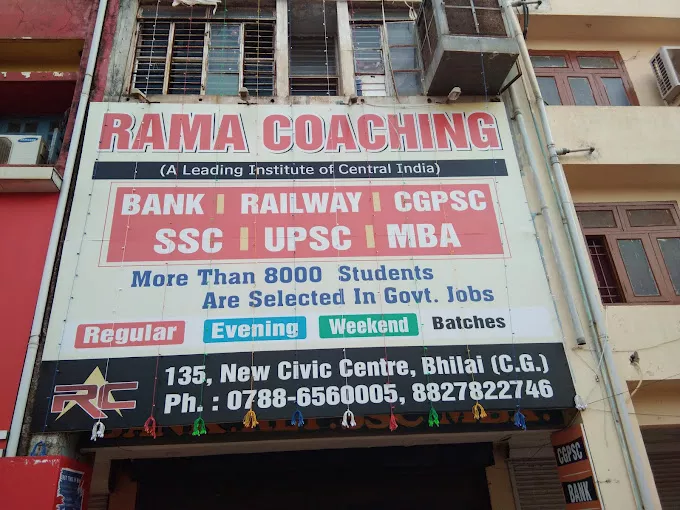 RAMA COACHING
(A Leading Institute of Central India)
BANK | RAILWAY | CGPSC
SSC | UPSC | MBA
More Than 8000 Students
Are Selected In Govt. Jobs
Regular Evening Weekend Batches
RC
135, New Civic Centre, Bhilai (C.G.)
Ph. : 0788-6560005, 8827822746
CGPSC
BANK